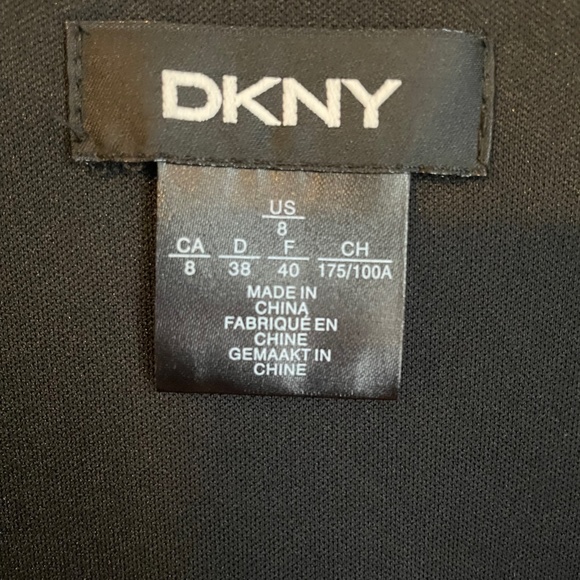 DKNY
US
8
CA D F CH
8 38 40 175/100A
MADE IN
CHINA
FABRIQUÉ EN
CHINE
GEMAAKT IN
CHINE